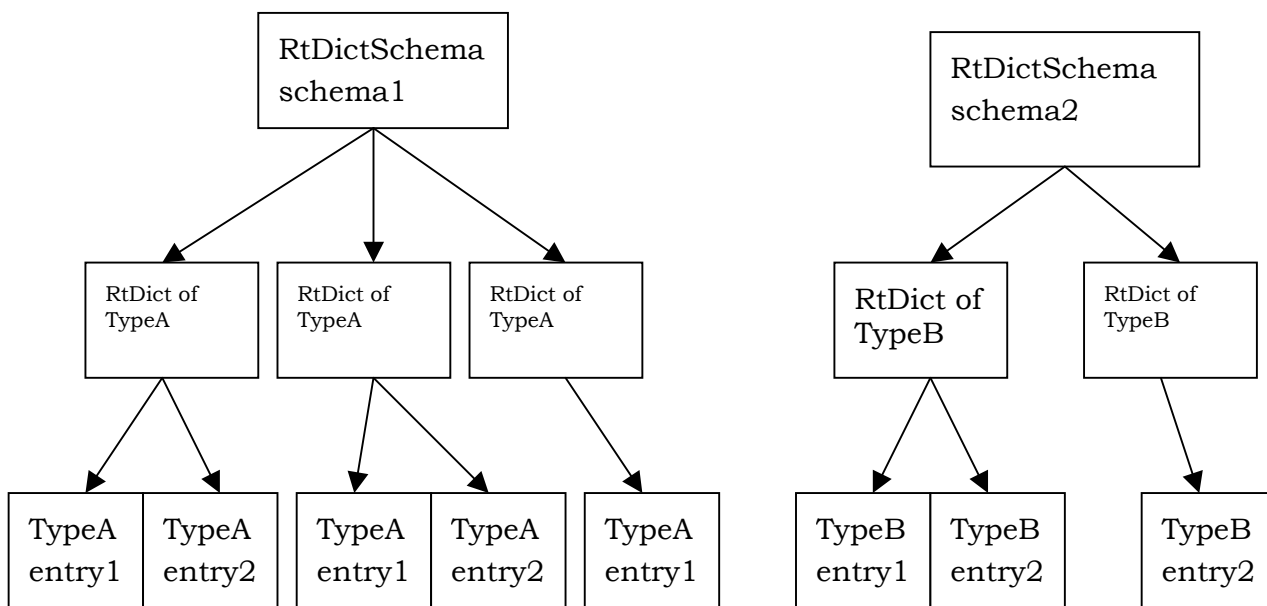 RtDictSchema
schema1
RtDictSchema
schema2
RtDict of
TypeA
RtDict of
TypeA
RtDict of
TypeA
RtDict of
TypeB
RtDict of
TypeB
TypeA
entry1
TypeA
entry2
TypeA
entry1
TypeA
entry2
TypeA
entry1
TypeB
entry1
TypeB
entry2
TypeB
entry2